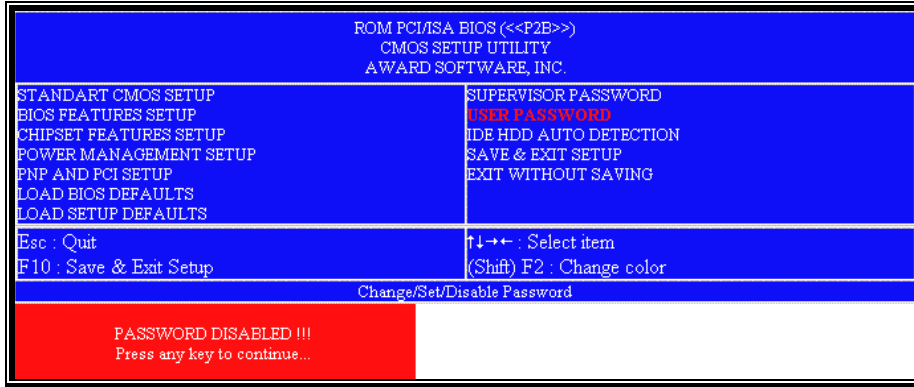 ROM PCI/ISA BIOS (<<P2B>>)
CMOS SETUP UTILITY
AWARD SOFTWARE, INC.
STANDART CMOS SETUP
BIOS FEATURES SETUP
CHIPSET FEATURES SETUP
POWER MANAGEMENT SETUP
PNP AND PCI SETUP
LOAD BIOS DEFAULTS
LOAD SETUP DEFAULTS
SUPERVISOR PASSWORD
USER PASSWORD
IDE HDD AUTO DETECTION
SAVE & EXIT SETUP
EXIT WITHOUT SAVING
Esc : Quit
F10 : Save & Exit Setup
↑↓→← : Select item
(Shift) F2 : Change color
Change/Set/Disable Password
PASSWORD DISABLED !!!
Press any key to continue...